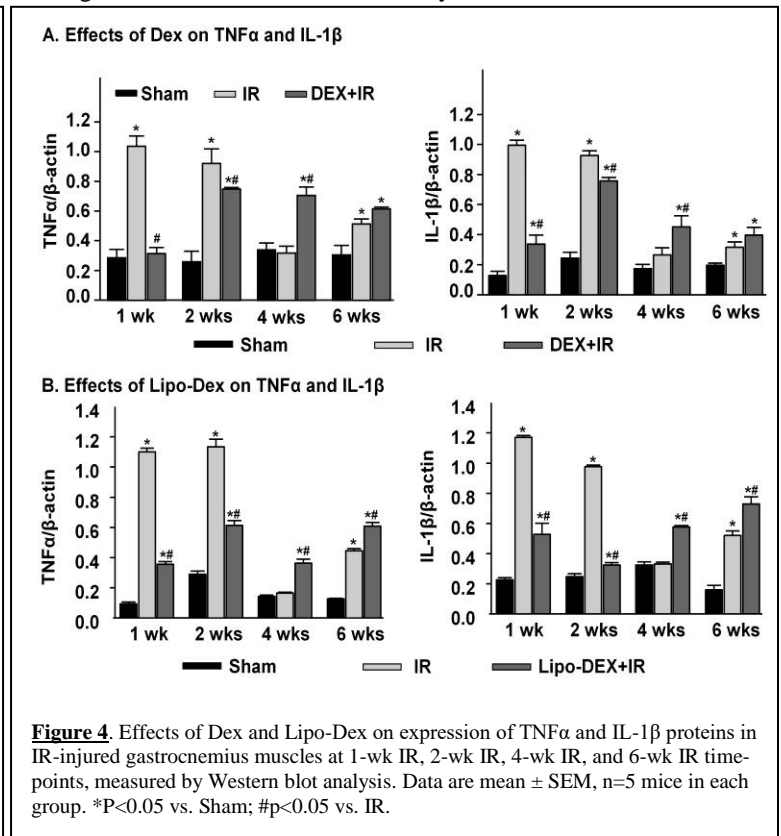 A. Effects of Dex on TNFα and IL-1β
Sham IR DEX+IR
TNFα/β-actin
1.2
1.0
0.8
0.6
0.4
0.2
0.0
* # * *# *# * *
1 wk 2 wks 4 wks 6 wks
IL-1β/β-actin
1.2
1.0
0.8
0.6
0.4
0.2
0.0
* *# * *# *# * *
1 wk 2 wks 4 wks 6 wks
Sham IR DEX+IR
B. Effects of Lipo-Dex on TNFα and IL-1β
TNFα/β-actin
1.4
1.2
1.0
0.8
0.6
0.4
0.2
0.0
* *# * *# *# * *#
1 wk 2 wks 4 wks 6 wks
IL-1β/β-actin
1.4
1.2
1.0
0.8
0.6
0.4
0.2
0.0
* *# * *# *# * *#
1 wk 2 wks 4 wks 6 wks
Sham IR Lipo-DEX+IR
Figure 4. Effects of Dex and Lipo-Dex on expression of TNFα and IL-1β proteins in
IR-injured gastrocnemius muscles at 1-wk IR, 2-wk IR, 4-wk IR, and 6-wk IR time-
points, measured by Western blot analysis. Data are mean ± SEM, n=5 mice in each
group. *P<0.05 vs. Sham; #p<0.05 vs. IR.